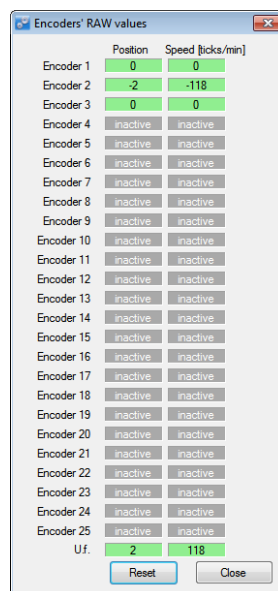 Encoders' RAW values
Position Speed [ticks/min]
Encoder 1 0 0
Encoder 2 -2 -118
Encoder 3 0 0
Encoder 4 inactive inactive
Encoder 5 inactive inactive
Encoder 6 inactive inactive
Encoder 7 inactive inactive
Encoder 8 inactive inactive
Encoder 9 inactive inactive
Encoder 10 inactive inactive
Encoder 11 inactive inactive
Encoder 12 inactive inactive
Encoder 13 inactive inactive
Encoder 14 inactive inactive
Encoder 15 inactive inactive
Encoder 16 inactive inactive
Encoder 17 inactive inactive
Encoder 18 inactive inactive
Encoder 19 inactive inactive
Encoder 20 inactive inactive
Encoder 21 inactive inactive
Encoder 22 inactive inactive
Encoder 23 inactive inactive
Encoder 24 inactive inactive
Encoder 25 inactive inactive
U.f. 2 118
Reset Close